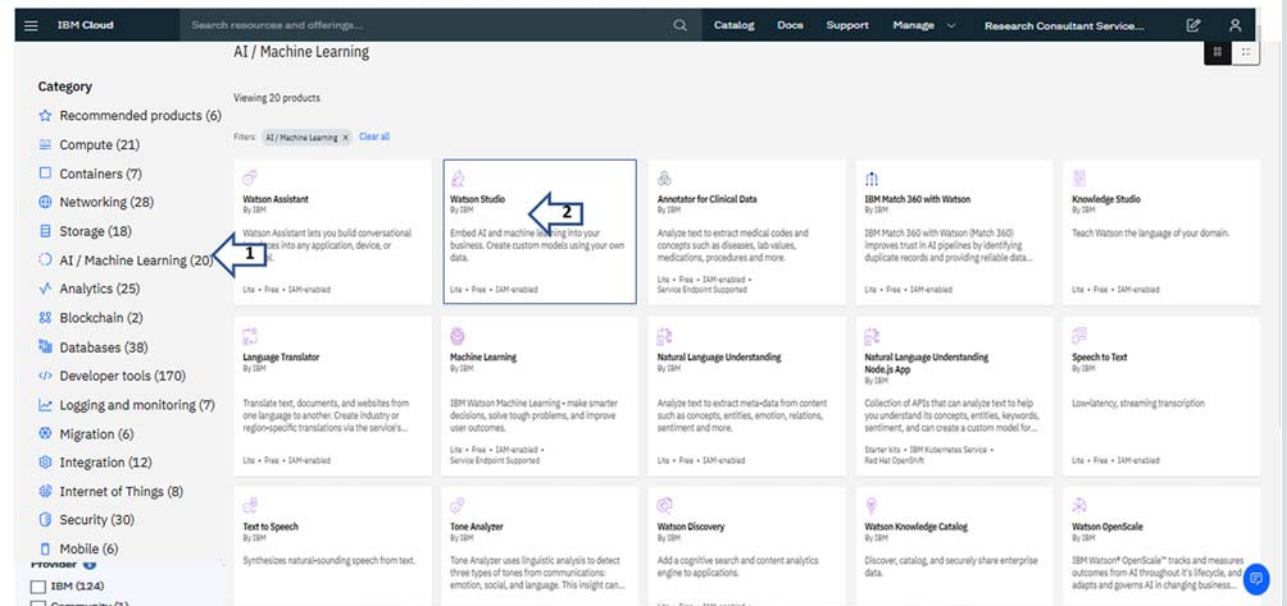 IBM Cloud
Search resources and offerings...
Catalog
Docs
Support
Manage
Research Consultant Service...
AI / Machine Learning
Category
Recommended products (6)
Compute (21)
Containers (7)
Networking (28)
Storage (18)
AI / Machine Learning (20)
Analytics (25)
Blockchain (2)
Databases (38)
Developer tools (170)
Logging and monitoring (7)
Migration (6)
Integration (12)
Internet of Things (8)
Security (30)
Mobile (6)
Provider
IBM (124)
Community (1)
1
Viewing 20 products
Filters: AI / Machine Learning × Clear all
Watson Assistant
By IBM
Watson Assistant lets you build conversational
into any application, device, or
Lite • Free • IAM-enabled
Watson Studio
By IBM
2
Embed AI and machine learning into your
business. Create custom models using your own
data.
Lite • Free • IAM-enabled
Annotator for Clinical Data
By IBM
Analyze text to extract medical codes and
concepts such as diseases, lab values,
medications, procedures and more.
Lite • Free • IAM-enabled •
Service Endpoint Supported
IBM Match 360 with Watson
By IBM
IBM Match 360 with Watson (Match 360)
improves trust in AI pipelines by identifying
duplicate records and providing reliable data...
Lite • Free • IAM-enabled
Knowledge Studio
By IBM
Teach Watson the language of your domain.
Lite • Free • IAM-enabled
Language Translator
By IBM
Translate text, documents, and websites from
one language to another. Create industry or
region-specific translations via the service's...
Lite • Free • IAM-enabled
Machine Learning
By IBM
IBM Watson Machine Learning • make smarter
decisions, solve tough problems, and improve
user outcomes.
Lite • Free • IAM-enabled •
Service Endpoint Supported
Natural Language Understanding
By IBM
Analyze text to extract meta-data from content
such as concepts, entities, emotion, relations,
sentiment and more.
Lite • Free • IAM-enabled
Natural Language Understanding
Node.js App
By IBM
Collection of APIs that can analyze text to help
you understand its concepts, entities, keywords,
sentiment, and can create a custom model for...
Starter kits • IBM Kubernetes Service •
Red Hat OpenShift
Speech to Text
By IBM
Low-latency, streaming transcription
Lite • Free • IAM-enabled
Text to Speech
By IBM
Synthesizes natural-sounding speech from text.
Tone Analyzer
By IBM
Tone Analyzer uses linguistic analysis to detect
three types of tones from communications:
emotion, social, and language. This insight can...
Watson Discovery
By IBM
Add a cognitive search and content analytics
engine to applications.
Lite • Free • IAM-enabled •
Watson Knowledge Catalog
By IBM
Discover, catalog, and securely share enterprise
data.
Watson OpenScale
By IBM
IBM Watson® OpenScale™ tracks and measures
outcomes from AI throughout it's lifecycle, and
adapts and governs AI in changing business...